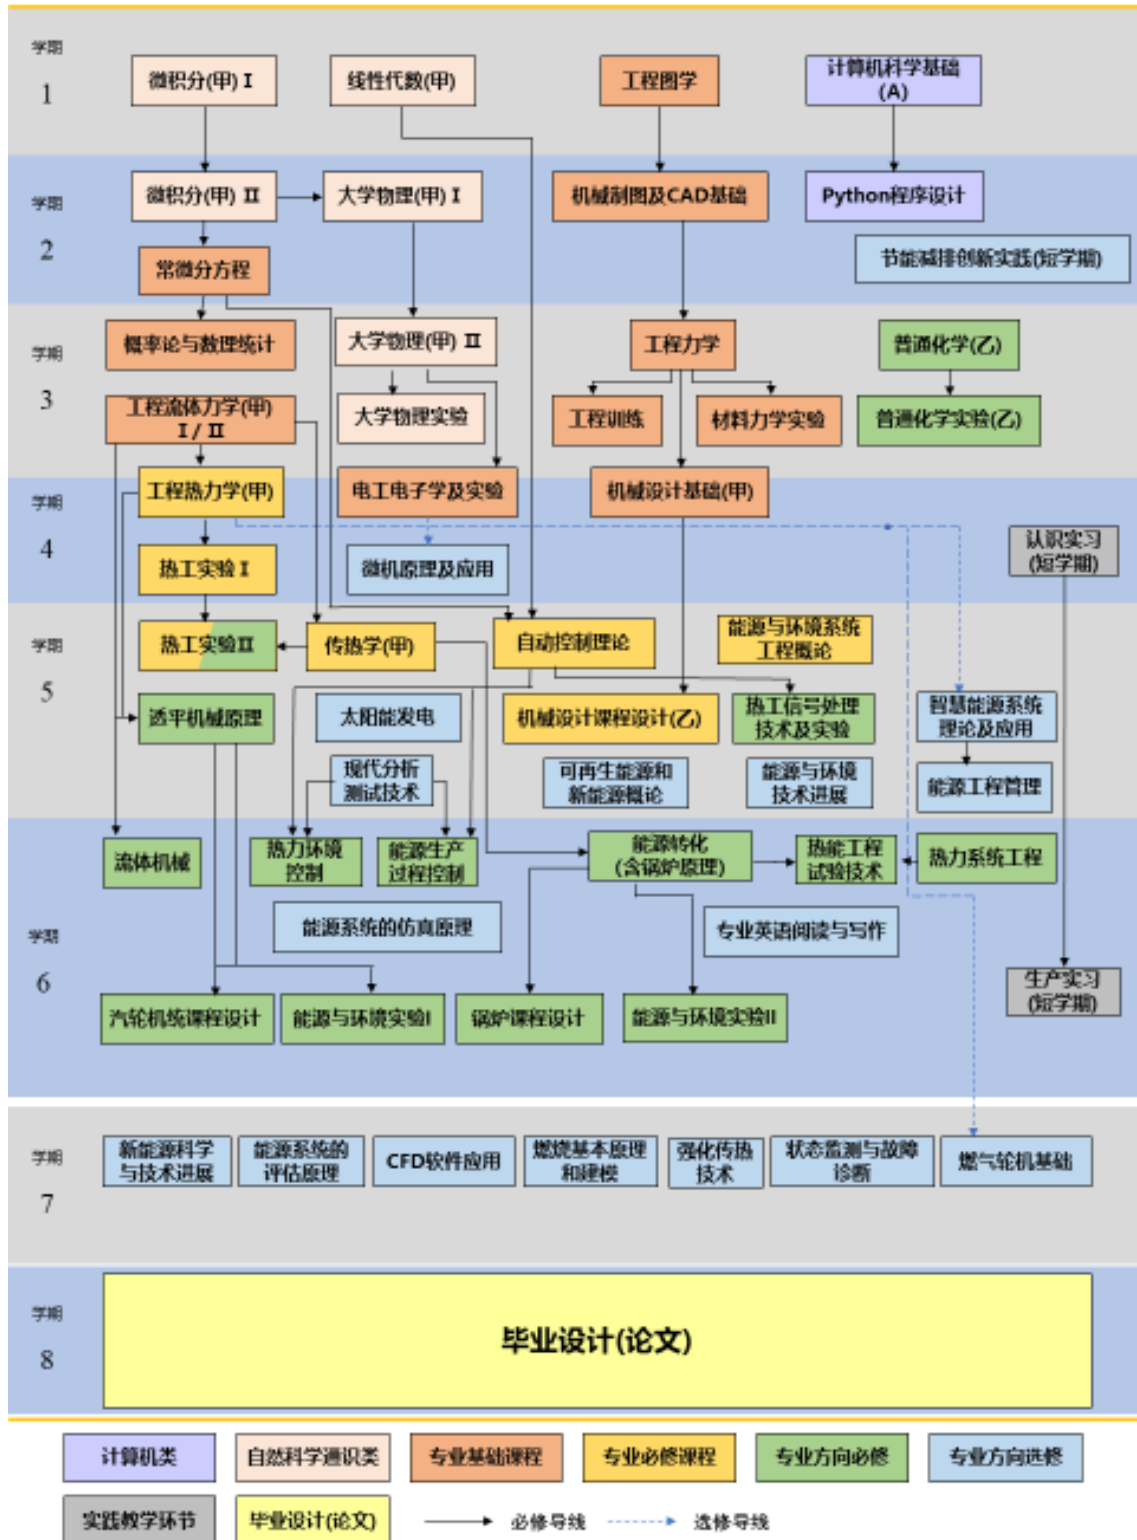 学期
1
微积分(甲) I
线性代数(甲)
工程图学
计算机科学基础
(A)
学期
2
微积分(甲) II
大学物理(甲) I
机械制图及CAD基础
Python程序设计
节能减排创新实践(短学期)
常微分方程
学期
3
概率论与数理统计
大学物理(甲) II
工程力学
普通化学(乙)
工程流体力学(甲)
I / II
大学物理实验
工程训练
材料力学实验
普通化学实验(乙)
学期
4
工程热力学(甲)
电工电子学及实验
机械设计基础(甲)
热工实验 I
微机原理及应用
认识实习
(短学期)
学期
5
热工实验II
传热学(甲)
自动控制理论
能源与环境系统
工程概论
透平机械原理
太阳能发电
机械设计课程设计(乙)
热工信号处理
技术及实验
智慧能源系统
理论及应用
现代分析
测试技术
可再生能源和
新能源概论
能源与环境
技术进展
能源工程管理
学期
6
流体机械
热力环境
控制
能源生产
过程控制
能源转化
(含锅炉原理)
热能工程
试验技术
热力系统工程
能源系统的仿真原理
专业英语阅读与写作
汽轮机统课程设计
能源与环境实验I
锅炉课程设计
能源与环境实验II
生产实习
(短学期)
学期
7
新能源科学
与技术进展
能源系统的
评估原理
CFD软件应用
燃烧基本原理
和建模
强化传热
技术
状态监测与故障
诊断
燃气轮机基础
学期
8
毕业设计(论文)
计算机类
自然科学通识类
专业基础课程
专业必修课程
专业方向必修
专业方向选修
实践教学环节
毕业设计(论文)
必修导线
选修导线